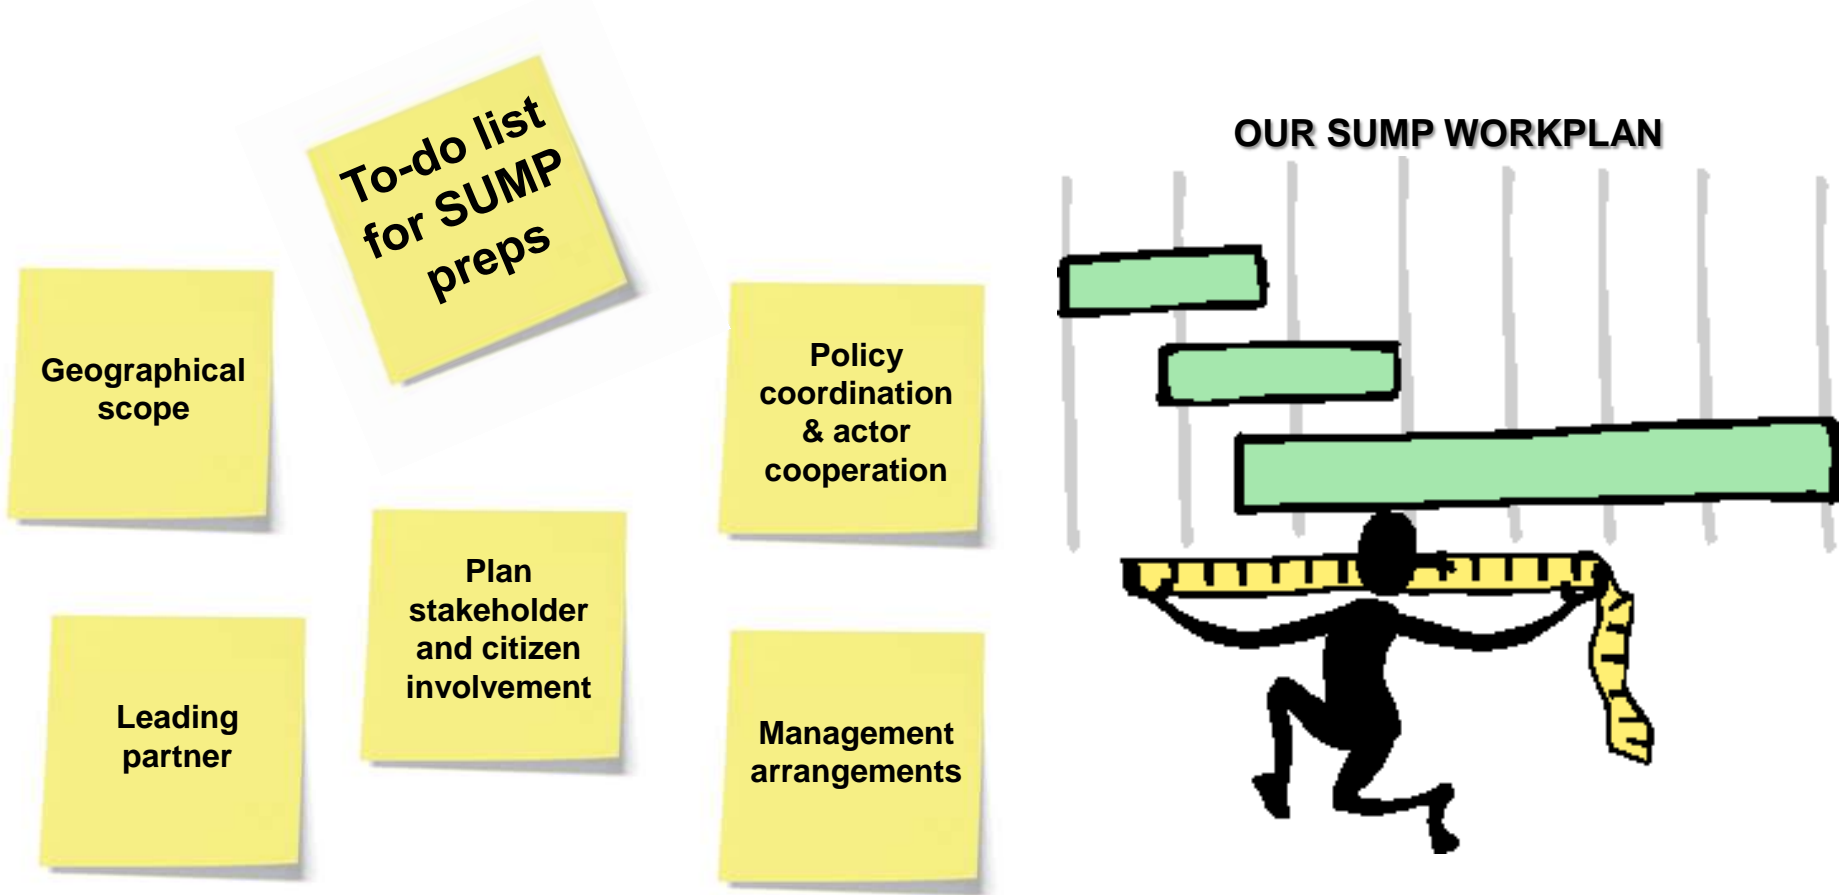 To-do list
for SUMP
preps
OUR SUMP WORKPLAN
Geographical
scope
Policy
coordination
& actor
cooperation
Plan
stakeholder
and citizen
involvement
Leading
partner
Management
arrangements